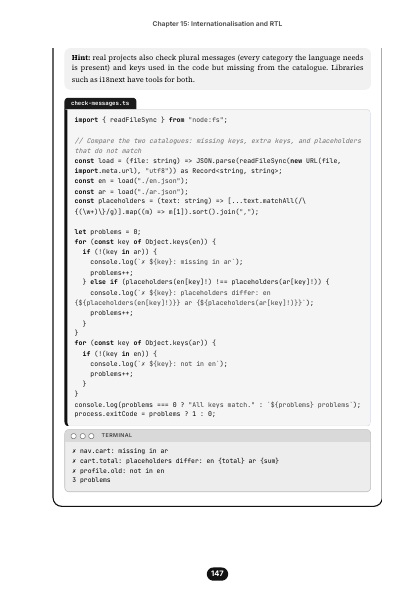 Chapter 15: Internationalisation and RTL
Hint: real projects also check plural messages (every category the language needs
is present) and keys used in the code but missing from the catalogue. Libraries
such as i18next have tools for both.
check-messages.ts
import { readFileSync } from "node:fs";
// Compare the two catalogues: missing keys, extra keys, and placeholders
that do not match
const load = (file: string) => JSON.parse(readFileSync(new URL(file,
import.meta.url), "utf8")) as Record<string, string>;
const en = load("./en.json");
const ar = load("./ar.json");
const placeholders = (text: string) => [...text.matchAll(/\
{(\w+)\}/g)].map((m) => m[1]).sort().join(",");
let problems = 0;
for (const key of Object.keys(en)) {
  if (!(key in ar)) {
    console.log(`✗ ${key}: missing in ar`);
    problems++;
  } else if (placeholders(en[key]!) !== placeholders(ar[key]!)) {
    console.log(`✗ ${key}: placeholders differ: en
{${placeholders(en[key]!)}} ar {${placeholders(ar[key]!)}}`);
    problems++;
  }
}
for (const key of Object.keys(ar)) {
  if (!(key in en)) {
    console.log(`✗ ${key}: not in en`);
    problems++;
  }
}
console.log(problems === 0 ? "All keys match." : `${problems} problems`);
process.exitCode = problems ? 1 : 0;
TERMINAL
✗ nav.cart: missing in ar
✗ cart.total: placeholders differ: en {total} ar {sum}
✗ profile.old: not in en
3 problems
147